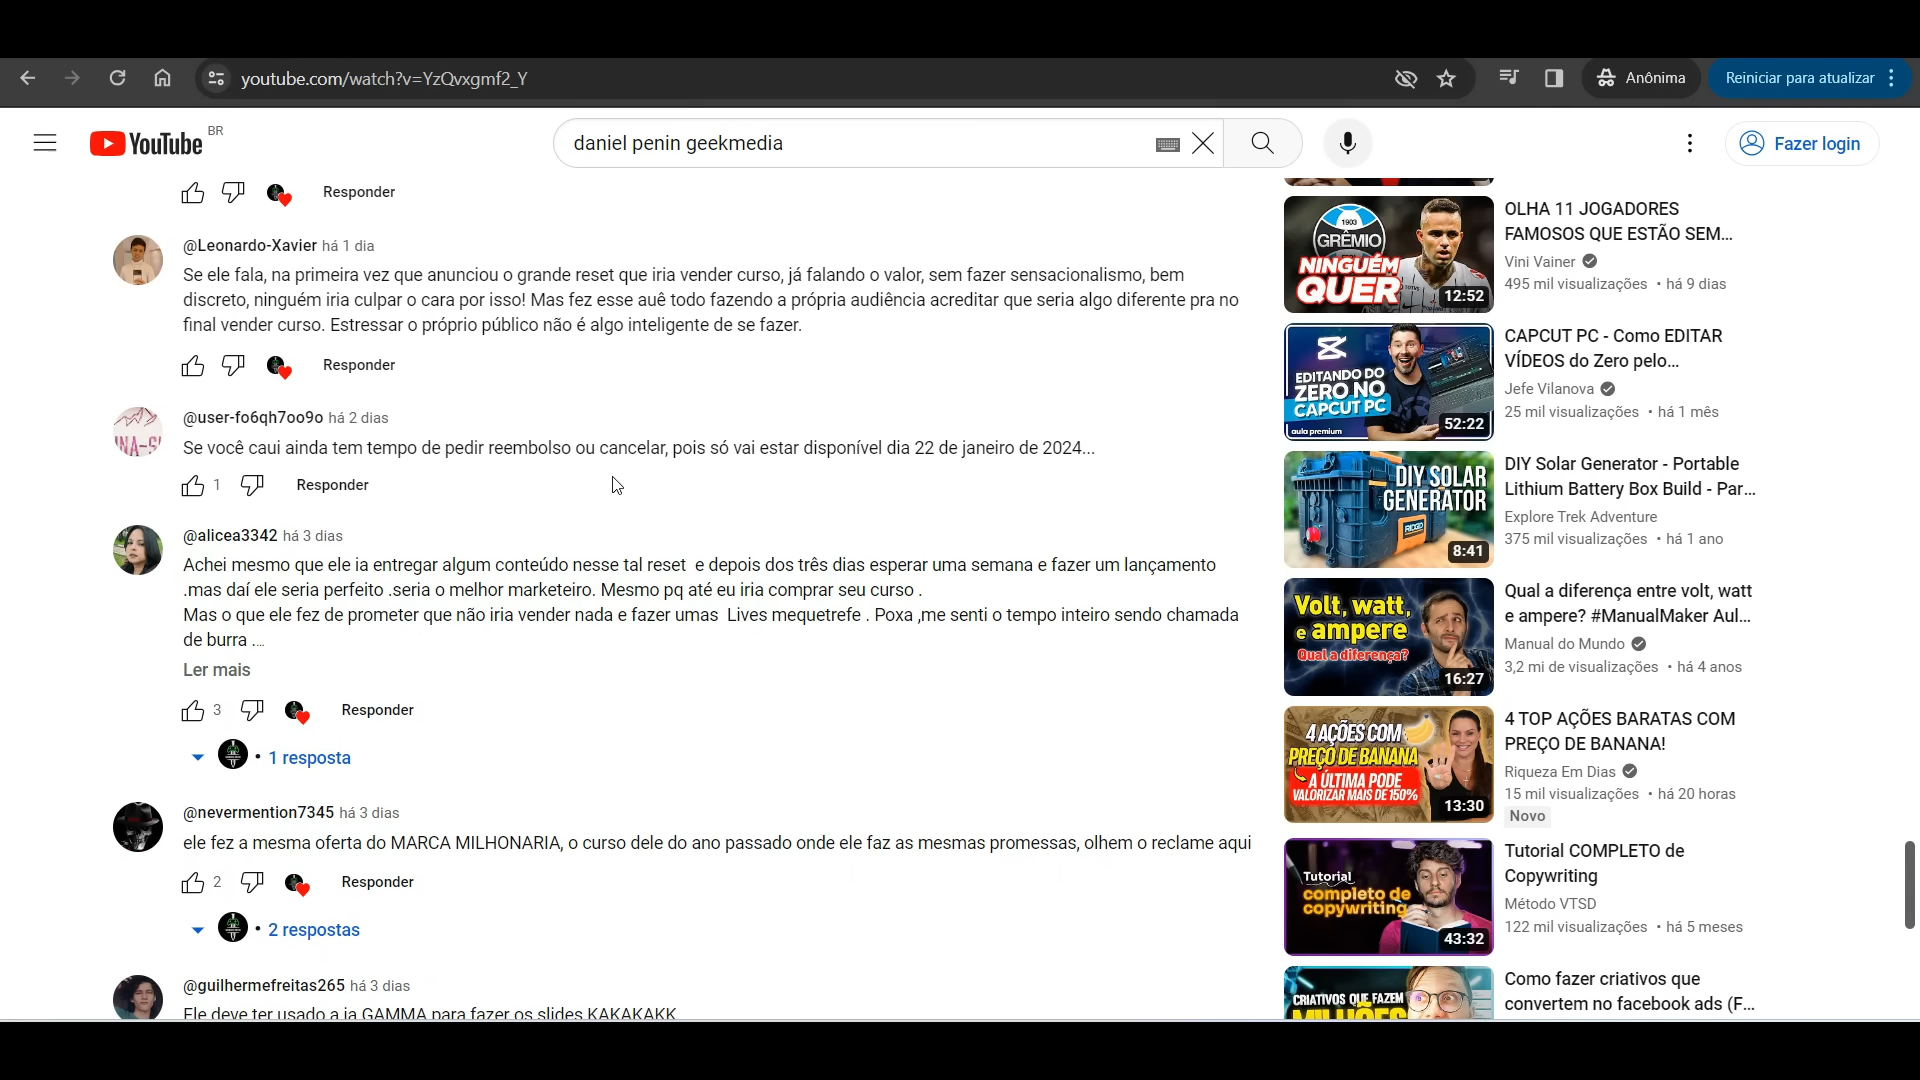 youtube.com/watch?v=YzQvxgmf2_Y
Anônima
Reiniciar para atualizar
YouTube BR
daniel penin geekmedia
Fazer login
Responder
@Leonardo-Xavier há 1 dia
Se ele fala, na primeira vez que anunciou o grande reset que iria vender curso, já falando o valor, sem fazer sensacionalismo, bem
discreto, ninguém iria culpar o cara por isso! Mas fez esse auê todo fazendo a própria audiência acreditar que seria algo diferente pra no
final vender curso. Estressar o próprio público não é algo inteligente de se fazer.
Responder
@user-fo6qh7oo9o há 2 dias
Se você caui ainda tem tempo de pedir reembolso ou cancelar, pois só vai estar disponível dia 22 de janeiro de 2024...
1 Responder
@alicea3342 há 3 dias
Achei mesmo que ele ia entregar algum conteúdo nesse tal reset  e depois dos três dias esperar uma semana e fazer um lançamento
.mas daí ele seria perfeito .seria o melhor marketeiro. Mesmo pq até eu iria comprar seu curso .
Mas o que ele fez de prometer que não iria vender nada e fazer umas  Lives mequetrefe . Poxa ,me senti o tempo inteiro sendo chamada
de burra ...
Ler mais
3 Responder
• 1 resposta
@nevermention7345 há 3 dias
ele fez a mesma oferta do MARCA MILHONARIA, o curso dele do ano passado onde ele faz as mesmas promessas, olhem o reclame aqui
2 Responder
• 2 respostas
@guilhermefreitas265 há 3 dias
Ele deve ter usado a ia GAMMA para fazer os slides KAKAKAKK
1903
GRÊMIO
NINGUÉM
QUER
12:52
OLHA 11 JOGADORES
FAMOSOS QUE ESTÃO SEM...
Vini Vainer
495 mil visualizações • há 9 dias
EDITANDO DO
ZERO NO
CAPCUT PC
aula premium
52:22
CAPCUT PC - Como EDITAR
VÍDEOS do Zero pelo...
Jefe Vilanova
25 mil visualizações • há 1 mês
DIY SOLAR
GENERATOR
RIDGID
8:41
DIY Solar Generator - Portable
Lithium Battery Box Build - Par...
Explore Trek Adventure
375 mil visualizações • há 1 ano
Volt, watt,
e ampere
Qual a diferença?
16:27
Qual a diferença entre volt, watt
e ampere? #ManualMaker Aul...
Manual do Mundo
3,2 mi de visualizações • há 4 anos
4 AÇÕES COM
PREÇO DE BANANA
A ÚLTIMA PODE
VALORIZAR MAIS DE 150%
13:30
4 TOP AÇÕES BARATAS COM
PREÇO DE BANANA!
Riqueza Em Dias
15 mil visualizações • há 20 horas
Novo
Tutorial
completo de
copywriting
43:32
Tutorial COMPLETO de
Copywriting
Método VTSD
122 mil visualizações • há 5 meses
CRIATIVOS QUE FAZEM
MILHÕES
Como fazer criativos que
convertem no facebook ads (F...